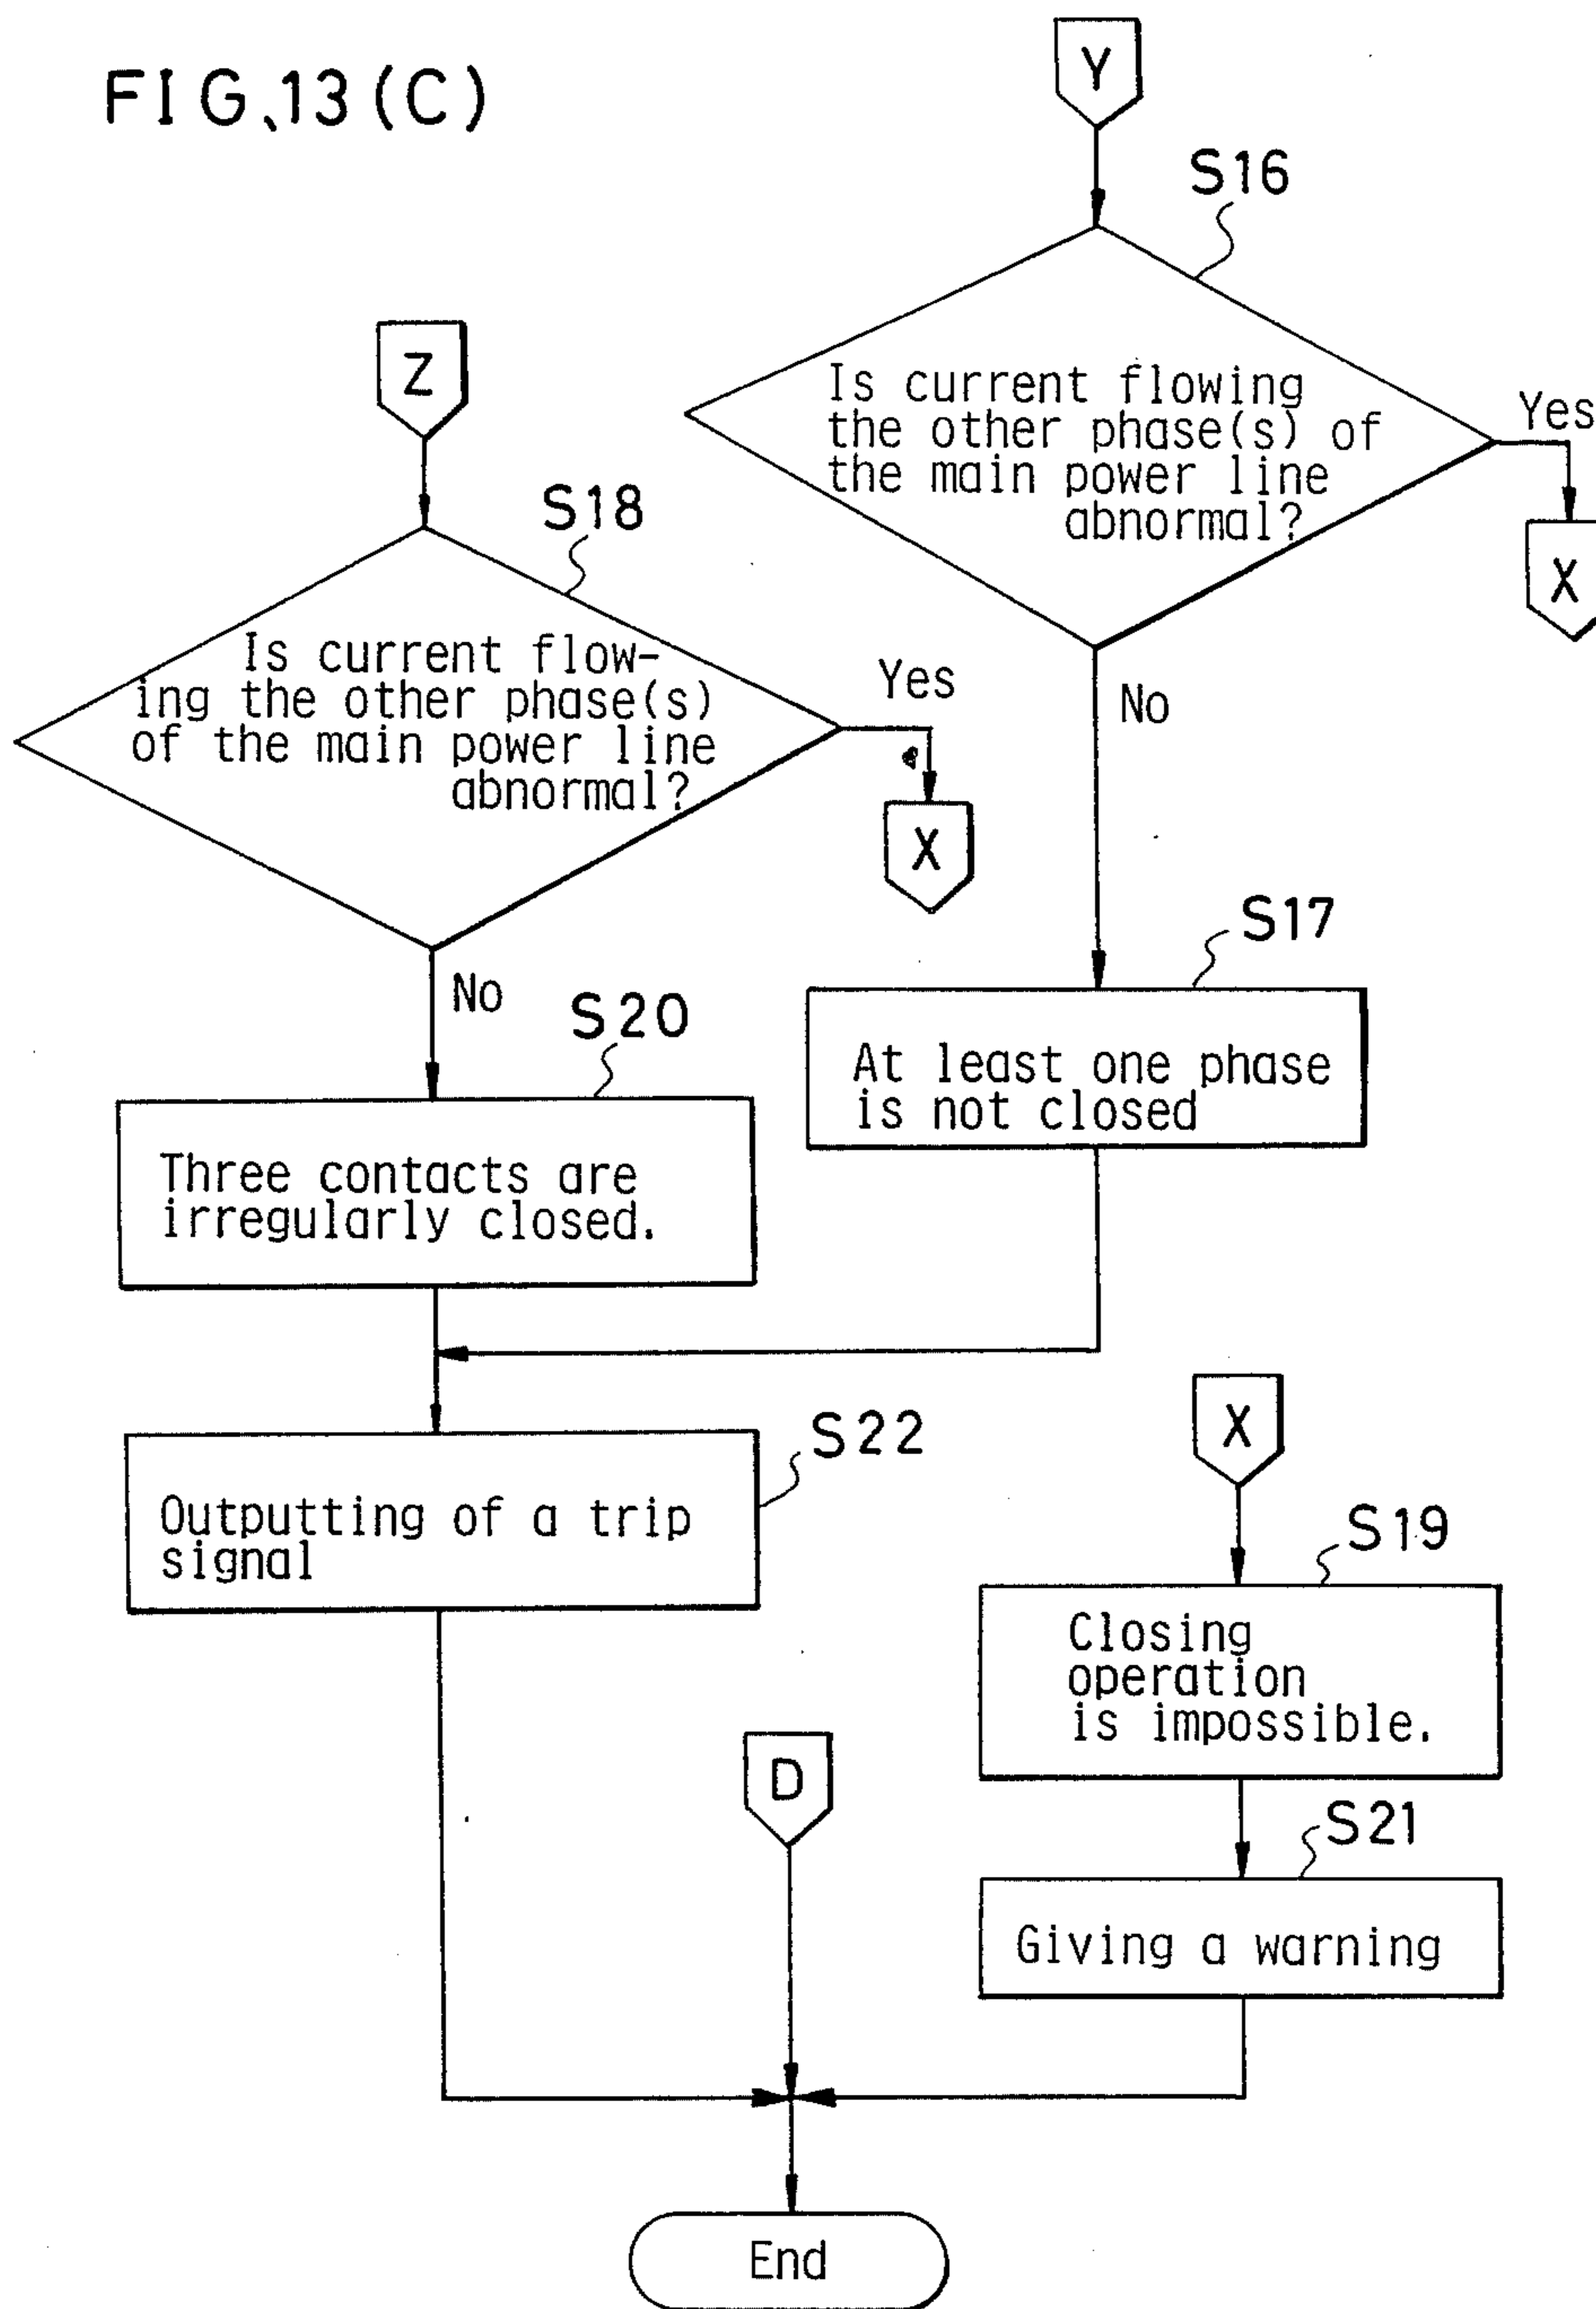 FIG.13(C)
Y
S16
Is current flowing
the other phase(s) of
the main power line
abnormal?
Yes
X
No
Z
S18
Is current flow-
ing the other phase(s)
of the main power line
abnormal?
Yes
X
No
S17
At least one phase
is not closed
S20
Three contacts are
irregularly closed.
S22
Outputting of a trip
signal
X
S19
Closing
operation
is impossible.
S21
Giving a warning
D
End